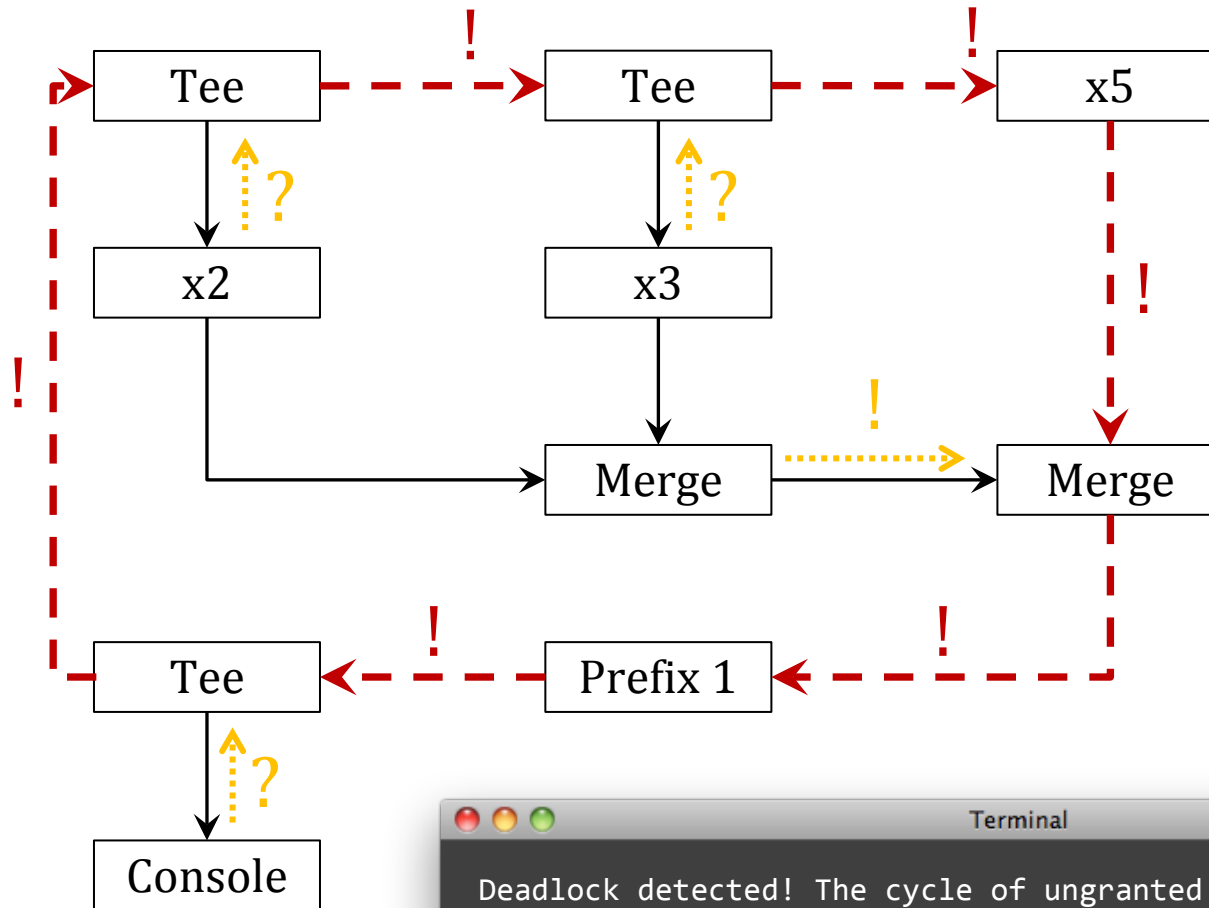 ! !
Tee Tee x5
? ?
x2 x3 !
! !
Merge Merge
! !
Tee Prefix 1
?
Terminal
Console
Deadlock detected! The cycle of ungranted